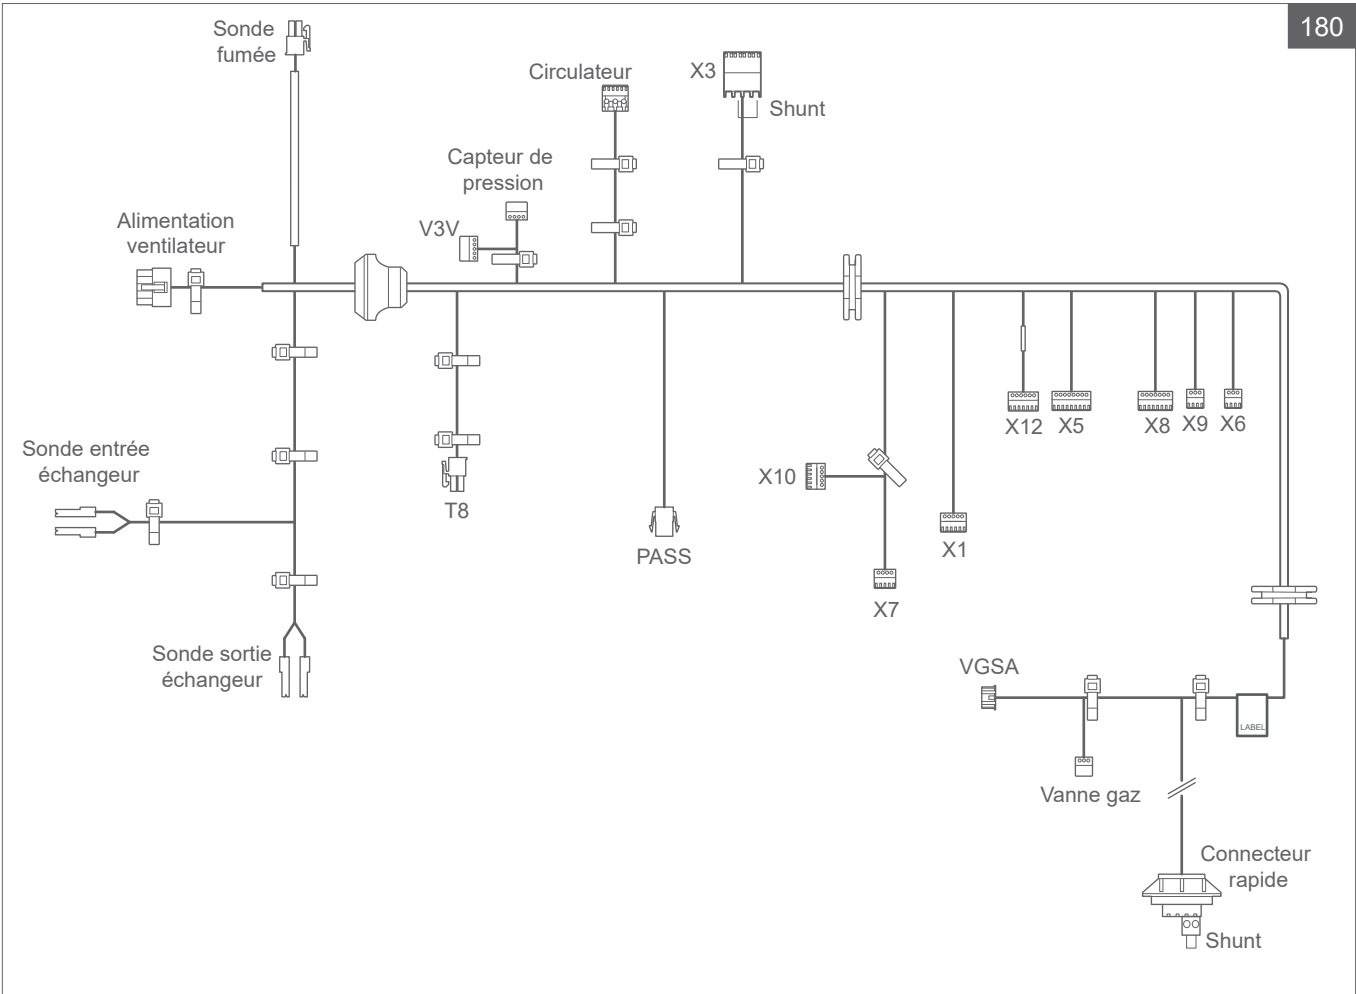 180
Sonde
fumée
Circulateur
X3
Shunt
Capteur de
pression
V3V
Alimentation
ventilateur
X12
X5
X8
X9
X6
Sonde entrée
échangeur
X10
T8
X1
PASS
X7
Sonde sortie
échangeur
VGSA
LABEL
Vanne gaz
Connecteur
rapide
Shunt